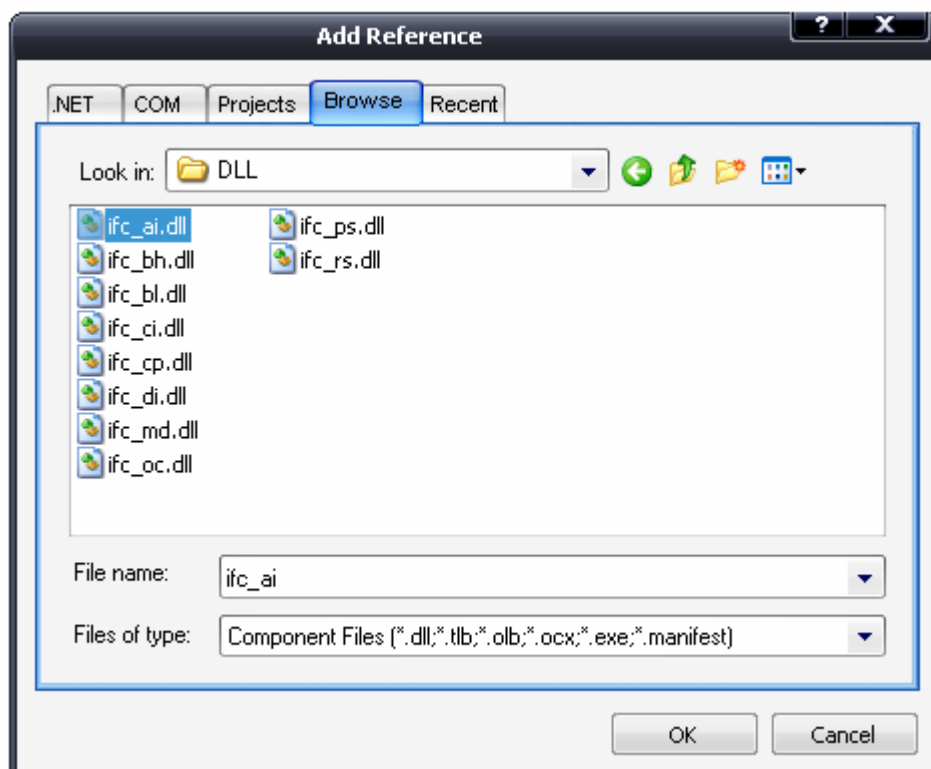 Add Reference
? X
.NET COM Projects Browse Recent
Look in: DLL
ifc_ai.dll ifc_ps.dll
ifc_bh.dll ifc_rs.dll
ifc_bl.dll
ifc_ci.dll
ifc_cp.dll
ifc_di.dll
ifc_md.dll
ifc_oc.dll
File name: ifc_ai
Files of type: Component Files (*.dll;*.tlb;*.olb;*.ocx;*.exe;*.manifest)
OK Cancel